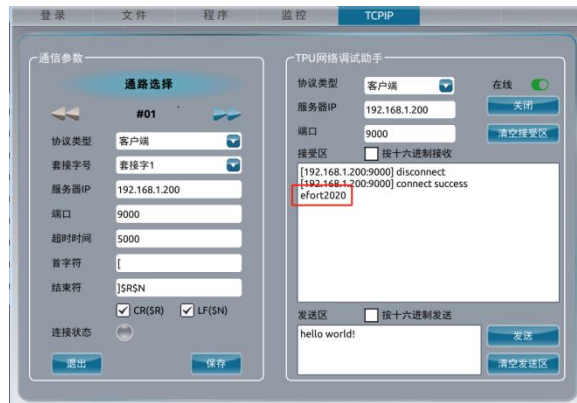 登录 文件 程序 监控 TCPIP
通信参数
通路选择
#01
协议类型 客户端
套接字号 套接字1
服务器IP 192.168.1.200
端口 9000
超时时间 5000
首字符 [
结束符 ]$R$N
CR($R) LF($N)
连接状态
退出 保存
TPU网络调试助手
协议类型 客户端 在线
服务器IP 192.168.1.200 关闭
端口 9000 清空接受区
接受区 按十六进制接收
[192.168.1.200:9000] disconnect
[192.168.1.200:9000] connect success
efort2020
发送区 按十六进制发送
hello world! 发送
清空发送区